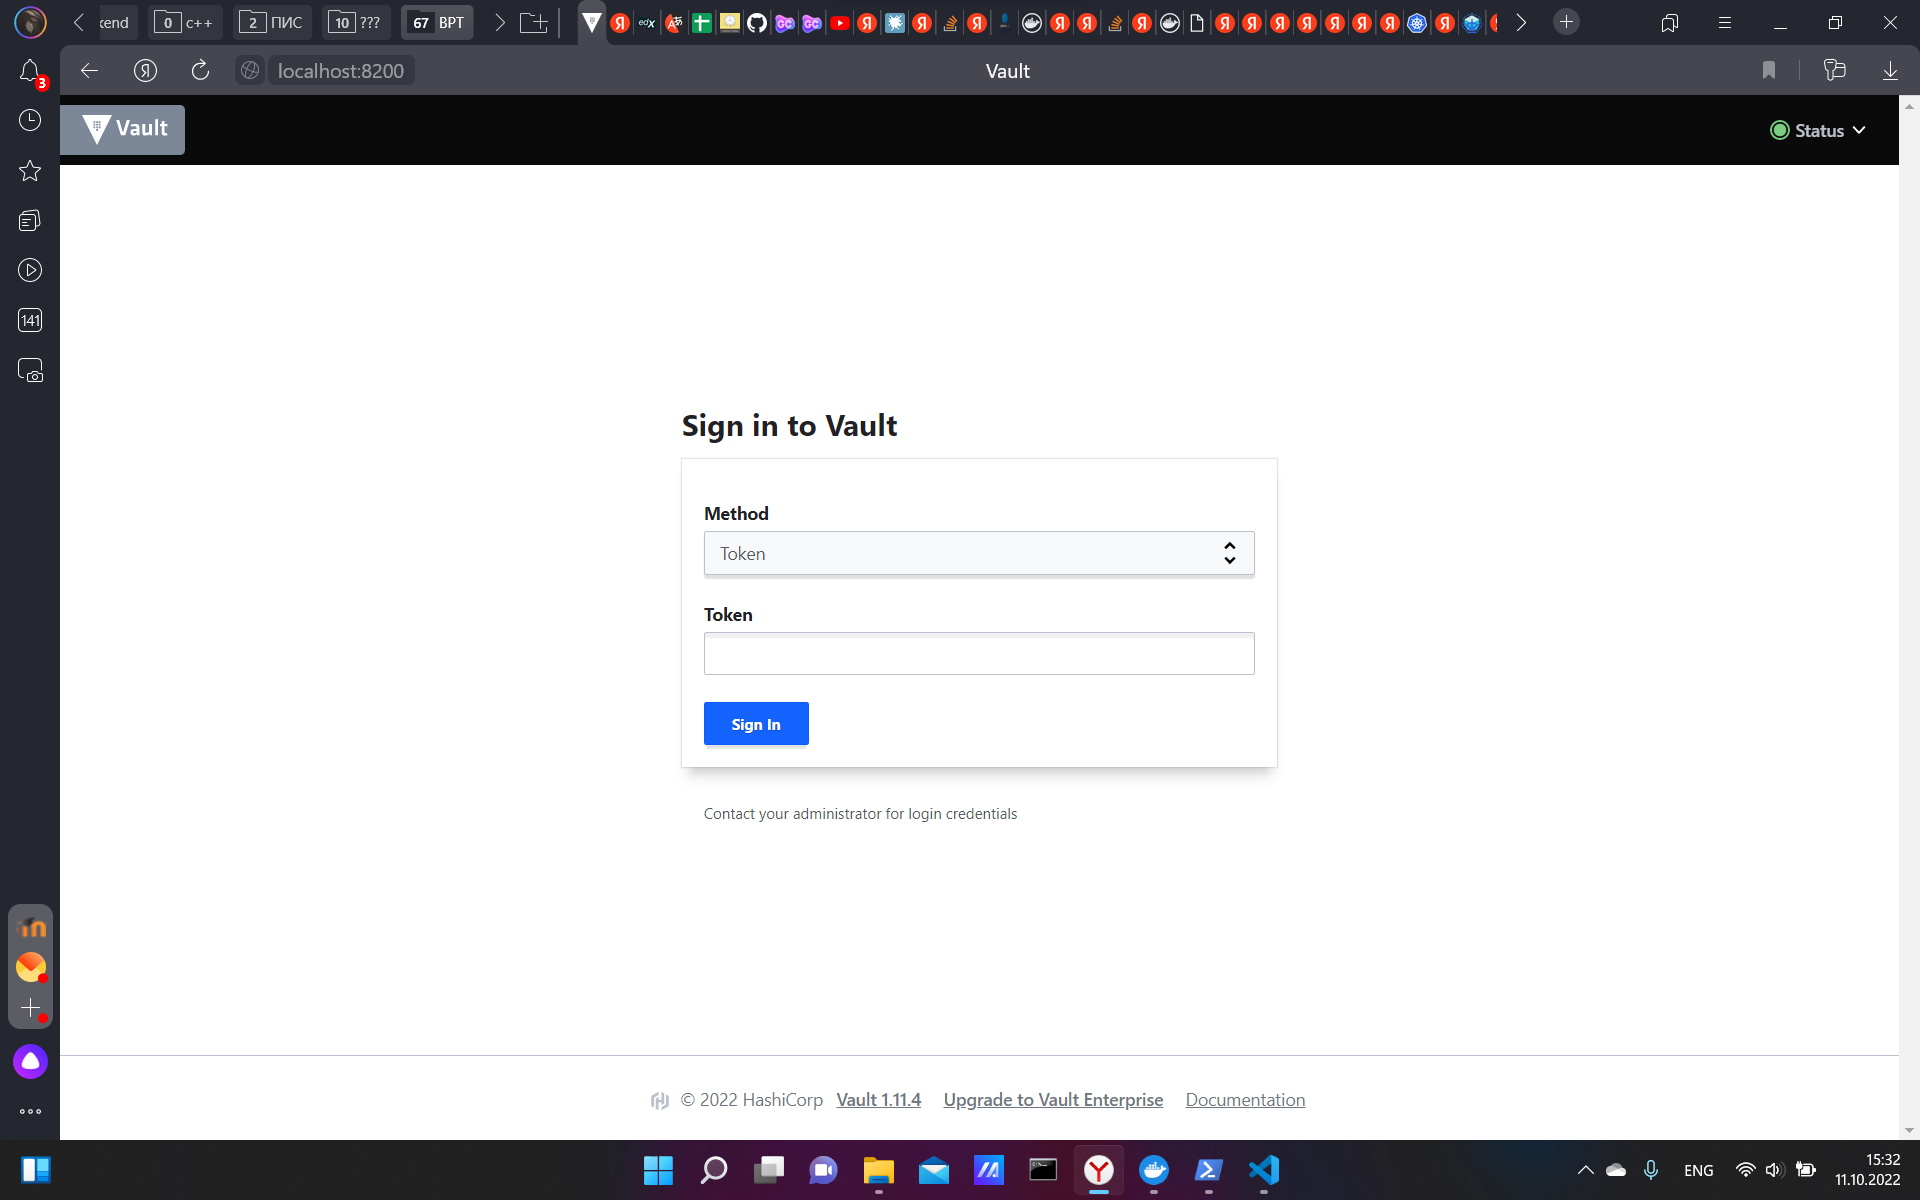 kend
0 c++
2 ПИС
10 ???
67 ВРТ
3
localhost:8200
Vault
Vault
Status
141
Sign in to Vault
Method
Token
Token
Sign In
Contact your administrator for login credentials
© 2022 HashiCorp Vault 1.11.4 Upgrade to Vault Enterprise Documentation
ENG
15:32
11.10.2022